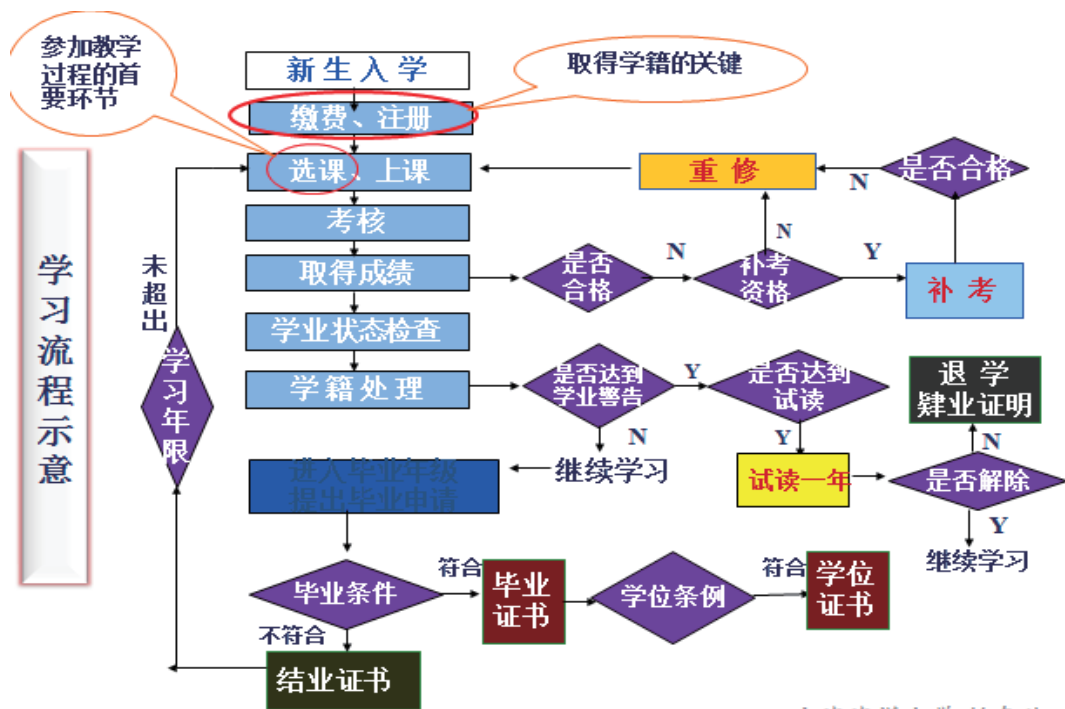 参加教学
过程的首
要环节
新生入学
取得学籍的关键
缴费、注册
选课、上课
重修
N
是否合格
考核
学习流程示意
未超出
取得成绩
是否
合格
N
N
补考
资格
Y
补考
学业状态检查
学习年限
学籍处理
是否达到
学业警告
Y
是否达到
试读
退学
肄业证明
N
Y
N
进入毕业年级
提出毕业申请
继续学习
试读一年
是否解除
Y
继续学习
毕业条件
符合
毕业
证书
学位条例
符合
学位
证书
不符合
结业证书